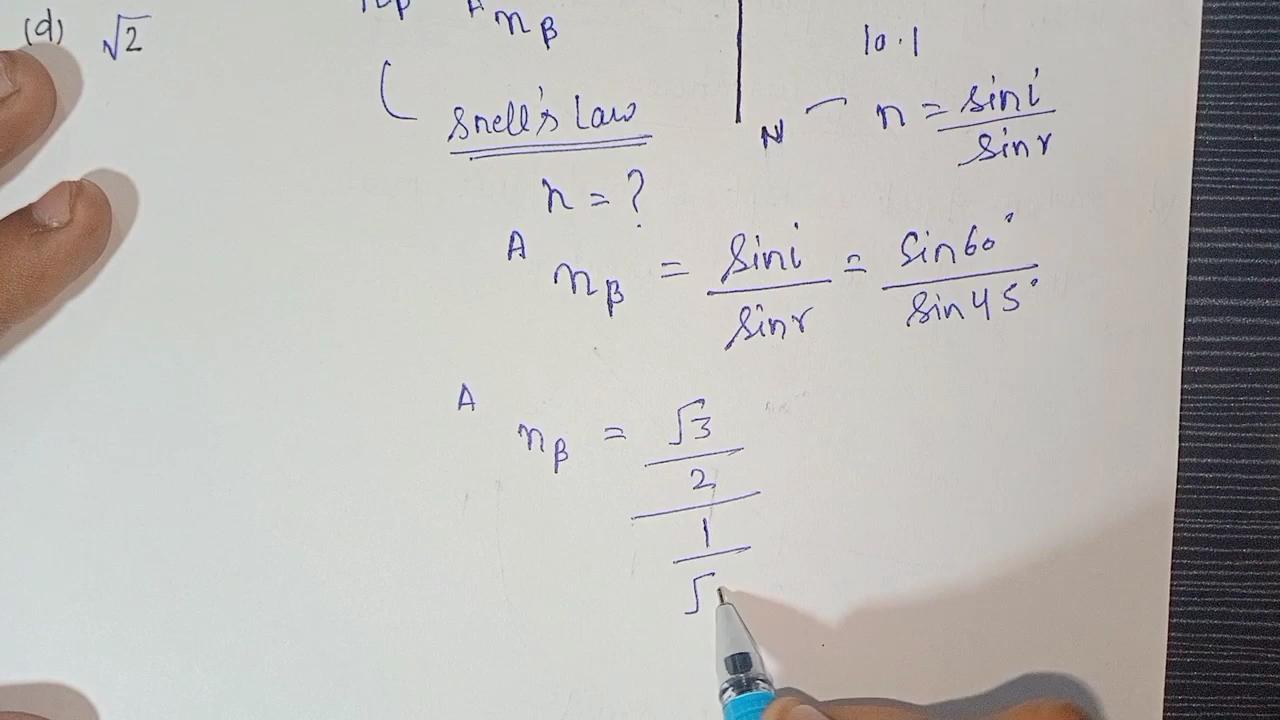 (d) √2
A nβ
10.1
Snell's Law
N
n = sin i / sin r
n = ?
A nβ = sin i / sin r = sin 60° / sin 45°
A nβ = √3 / 2 / 1 / √